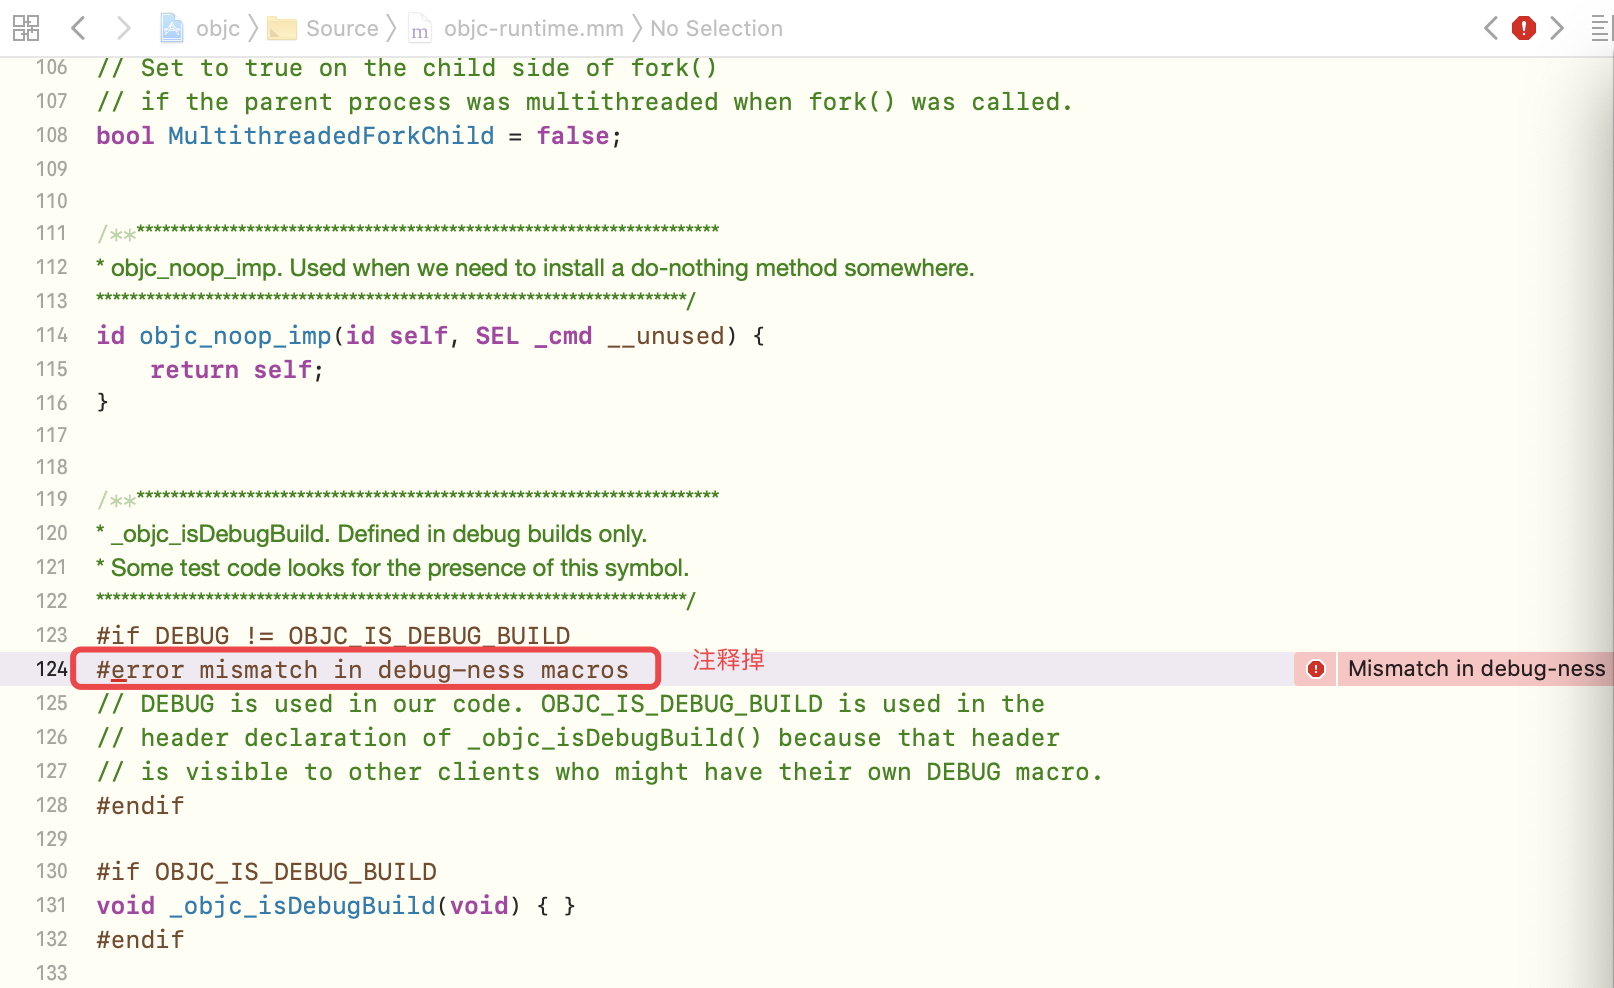 objc Source m objc-runtime.mm No Selection
106 // Set to true on the child side of fork()
107 // if the parent process was multithreaded when fork() was called.
108 bool MultithreadedForkChild = false;
109
110
111 /***********************************************************************
112 * objc_noop_imp. Used when we need to install a do-nothing method somewhere.
113 **********************************************************************/
114 id objc_noop_imp(id self, SEL _cmd __unused) {
115     return self;
116 }
117
118
119 /***********************************************************************
120 * _objc_isDebugBuild. Defined in debug builds only.
121 * Some test code looks for the presence of this symbol.
122 **********************************************************************/
123 #if DEBUG != OBJC_IS_DEBUG_BUILD
124 #error mismatch in debug-ness macros 注释掉 Mismatch in debug-ness
125 // DEBUG is used in our code. OBJC_IS_DEBUG_BUILD is used in the
126 // header declaration of _objc_isDebugBuild() because that header
127 // is visible to other clients who might have their own DEBUG macro.
128 #endif
129
130 #if OBJC_IS_DEBUG_BUILD
131 void _objc_isDebugBuild(void) { }
132 #endif
133